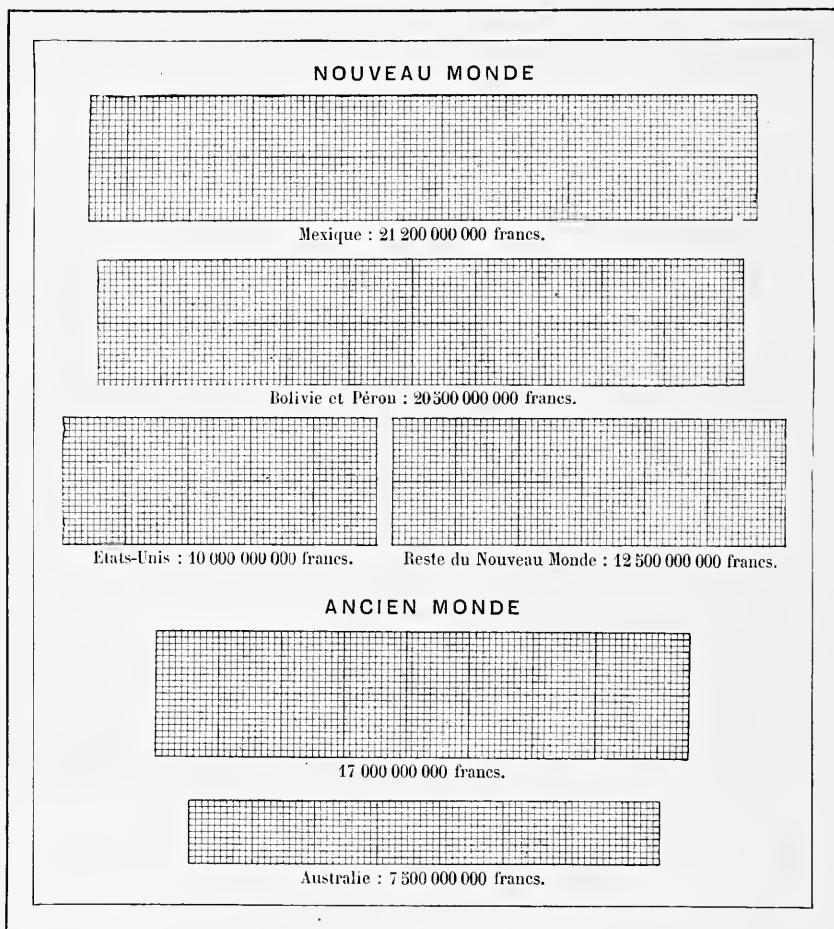 NOUVEAU MONDE
Mexique : 21 200 000 000 francs.
Bolivie et Pérou : 20 500 000 000 francs.
Etats-Unis : 10 000 000 000 francs.
Reste du Nouveau Monde : 12 500 000 000 francs.
ANCIEN MONDE
17 000 000 000 francs.
Australie : 7 500 000 000 francs.